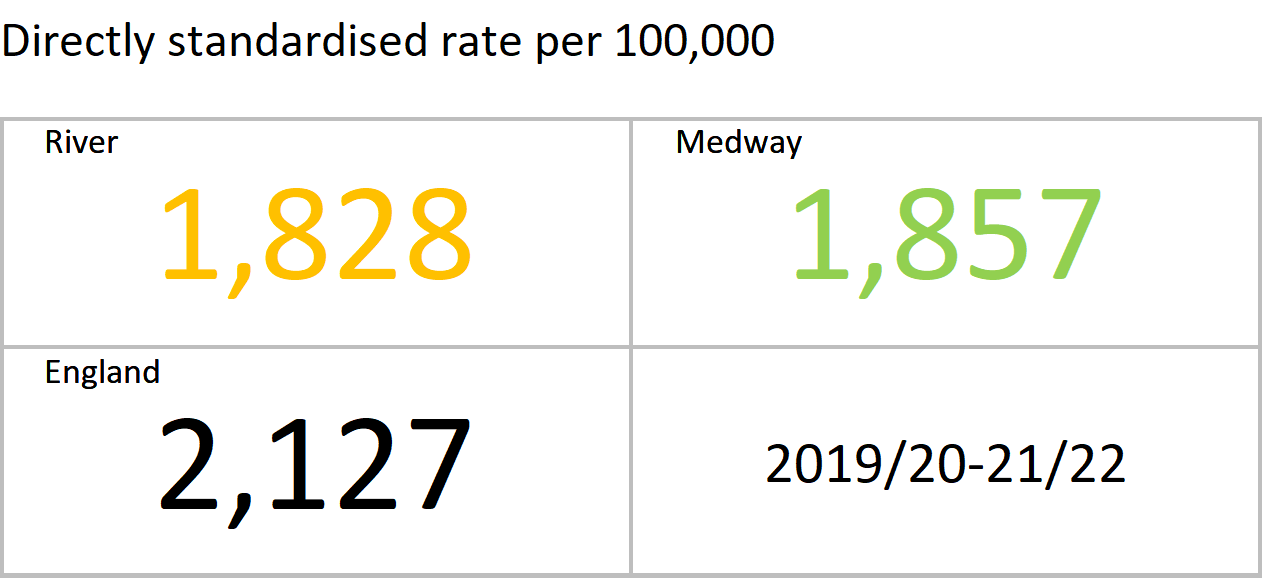 Directly standardised rate per 100,000
River
1,828
Medway
1,857
England
2,127
2019/20-21/22